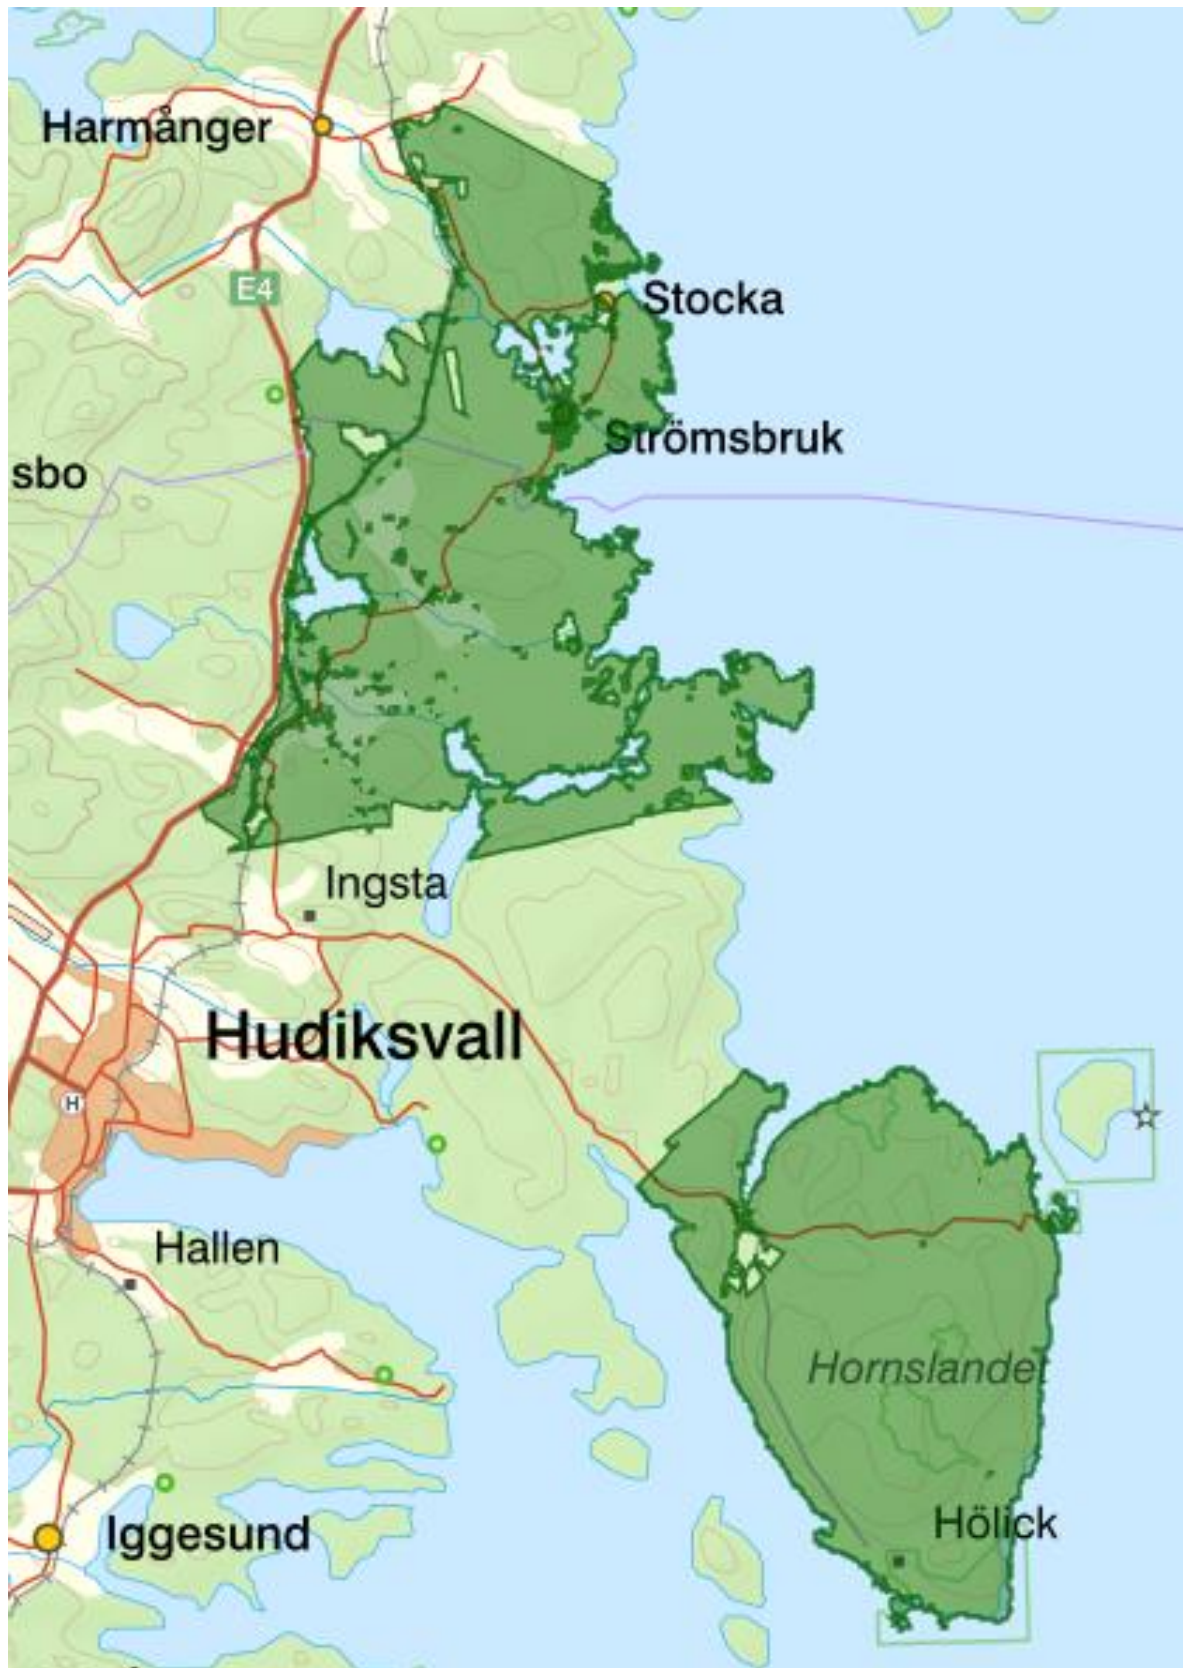 Harmånger
E4
Stocka
Strömsbruk
sbo
Ingsta
Hudiksvall
H
Hallen
Hornslandet
Hölick
Iggesund